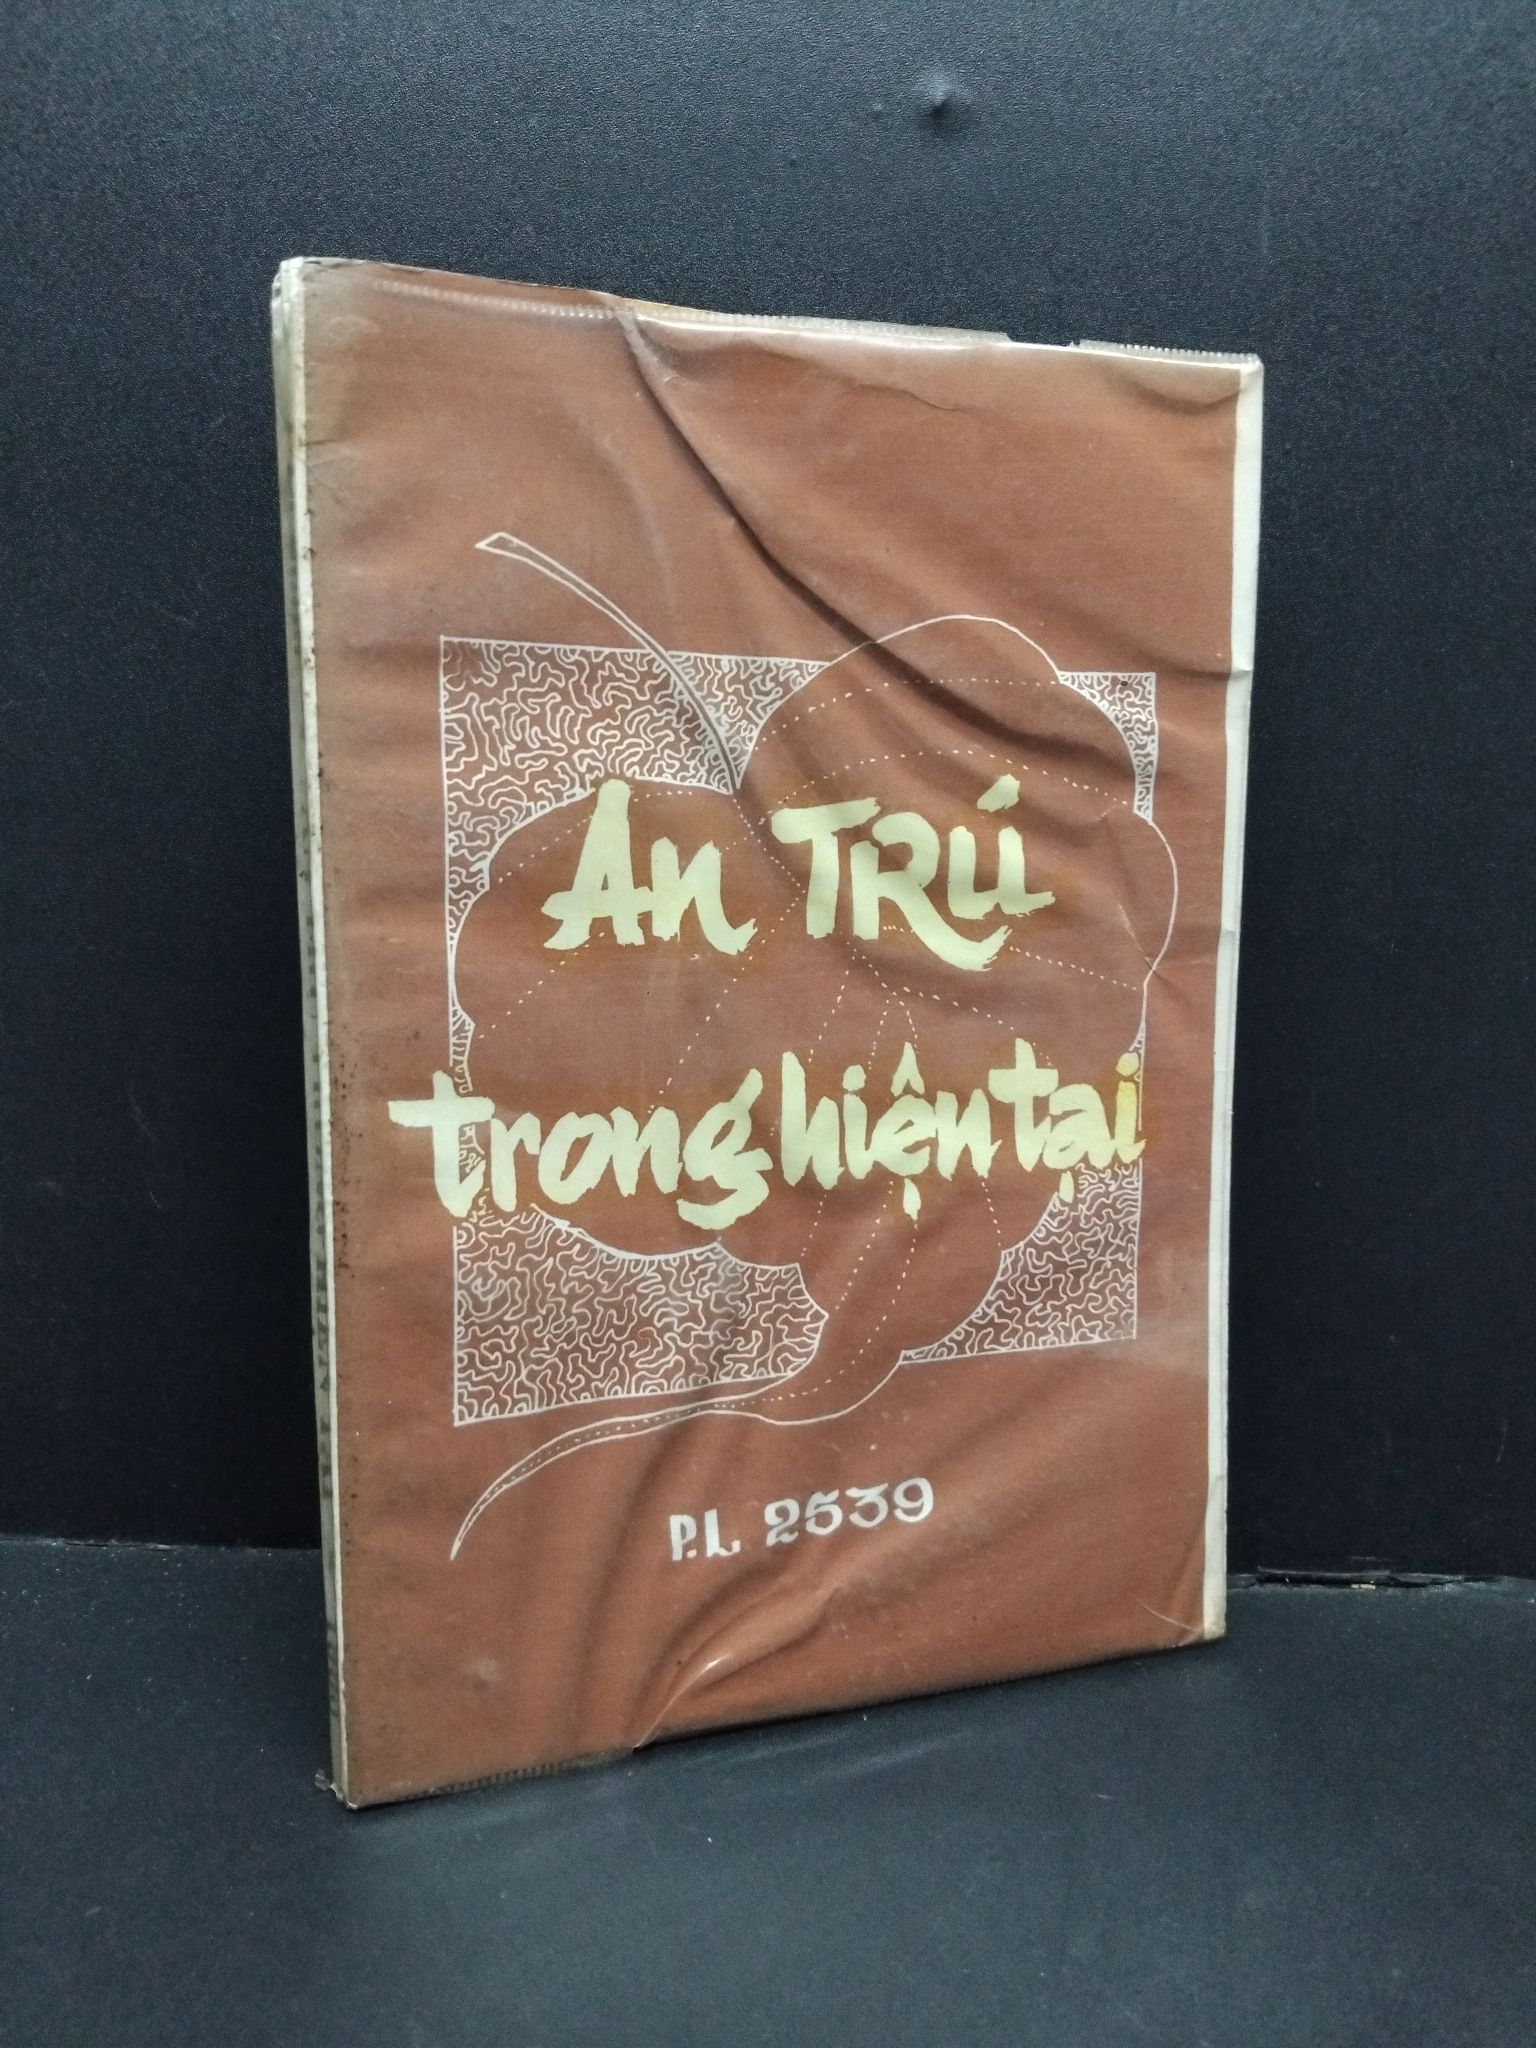 An TRÚ
trong hiện tại
P.L. 2539